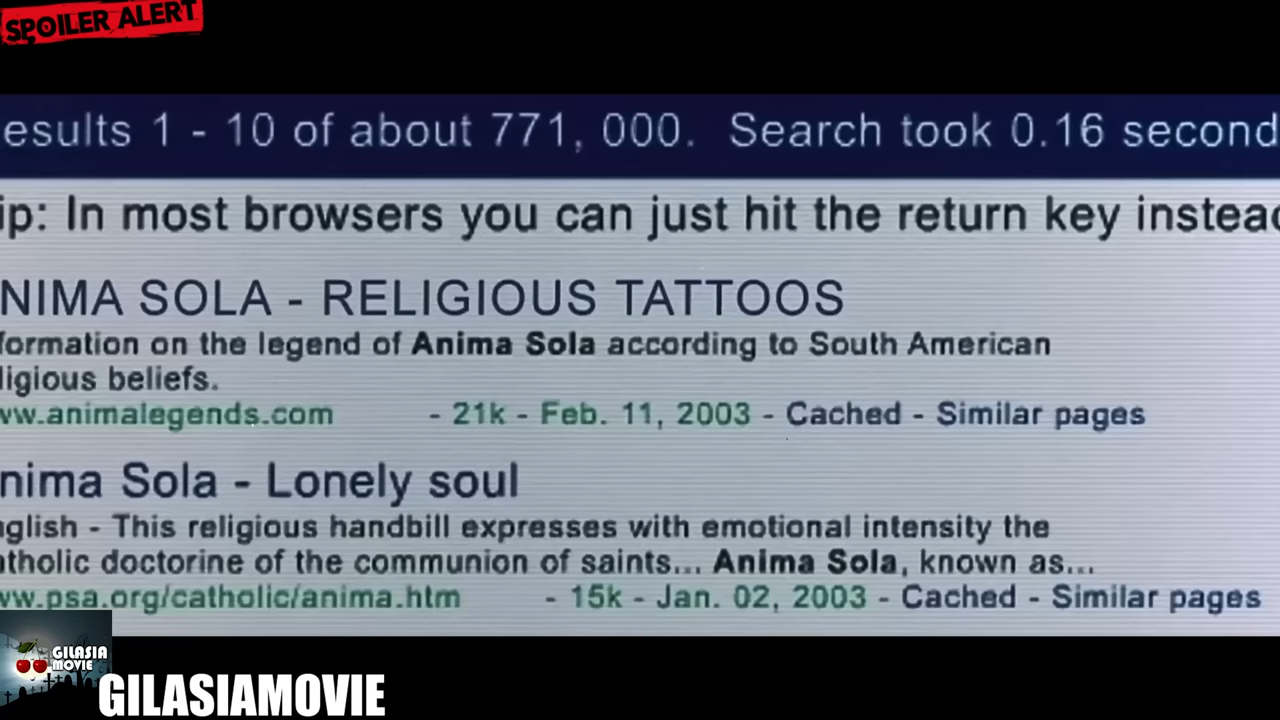 SPOILER ALERT
esults 1 - 10 of about 771, 000. Search took 0.16 second
ip: In most browsers you can just hit the return key instead
NIMA SOLA - RELIGIOUS TATTOOS
formation on the legend of Anima Sola according to South American
ligious beliefs.
ww.animalegends.com - 21k - Feb. 11, 2003 - Cached - Similar pages
nima Sola - Lonely soul
nglish - This religious handbill expresses with emotional intensity the
atholic doctorine of the communion of saints... Anima Sola, known as...
ww.psa.org/catholic/anima.htm - 15k - Jan. 02, 2003 - Cached - Similar pages
GILASIA
MOVIE
GILASIAMOVIE